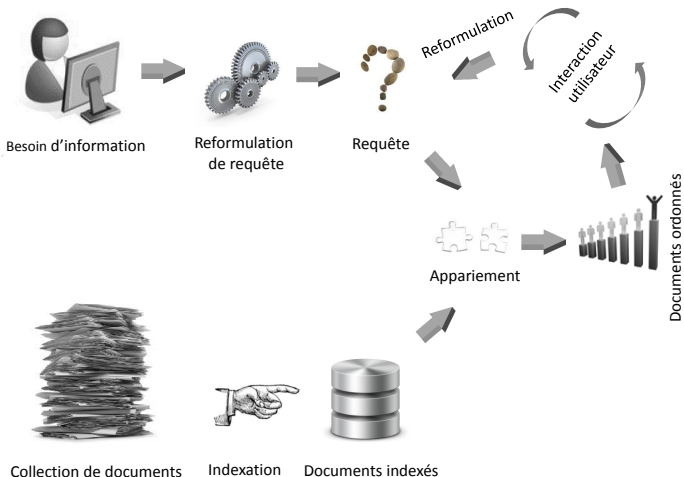 Reformulation
Interaction
utilisateur
Besoin d'information
Reformulation
de requête
Requête
Documents ordonnés
Appariement
Collection de documents
Indexation
Documents indexés